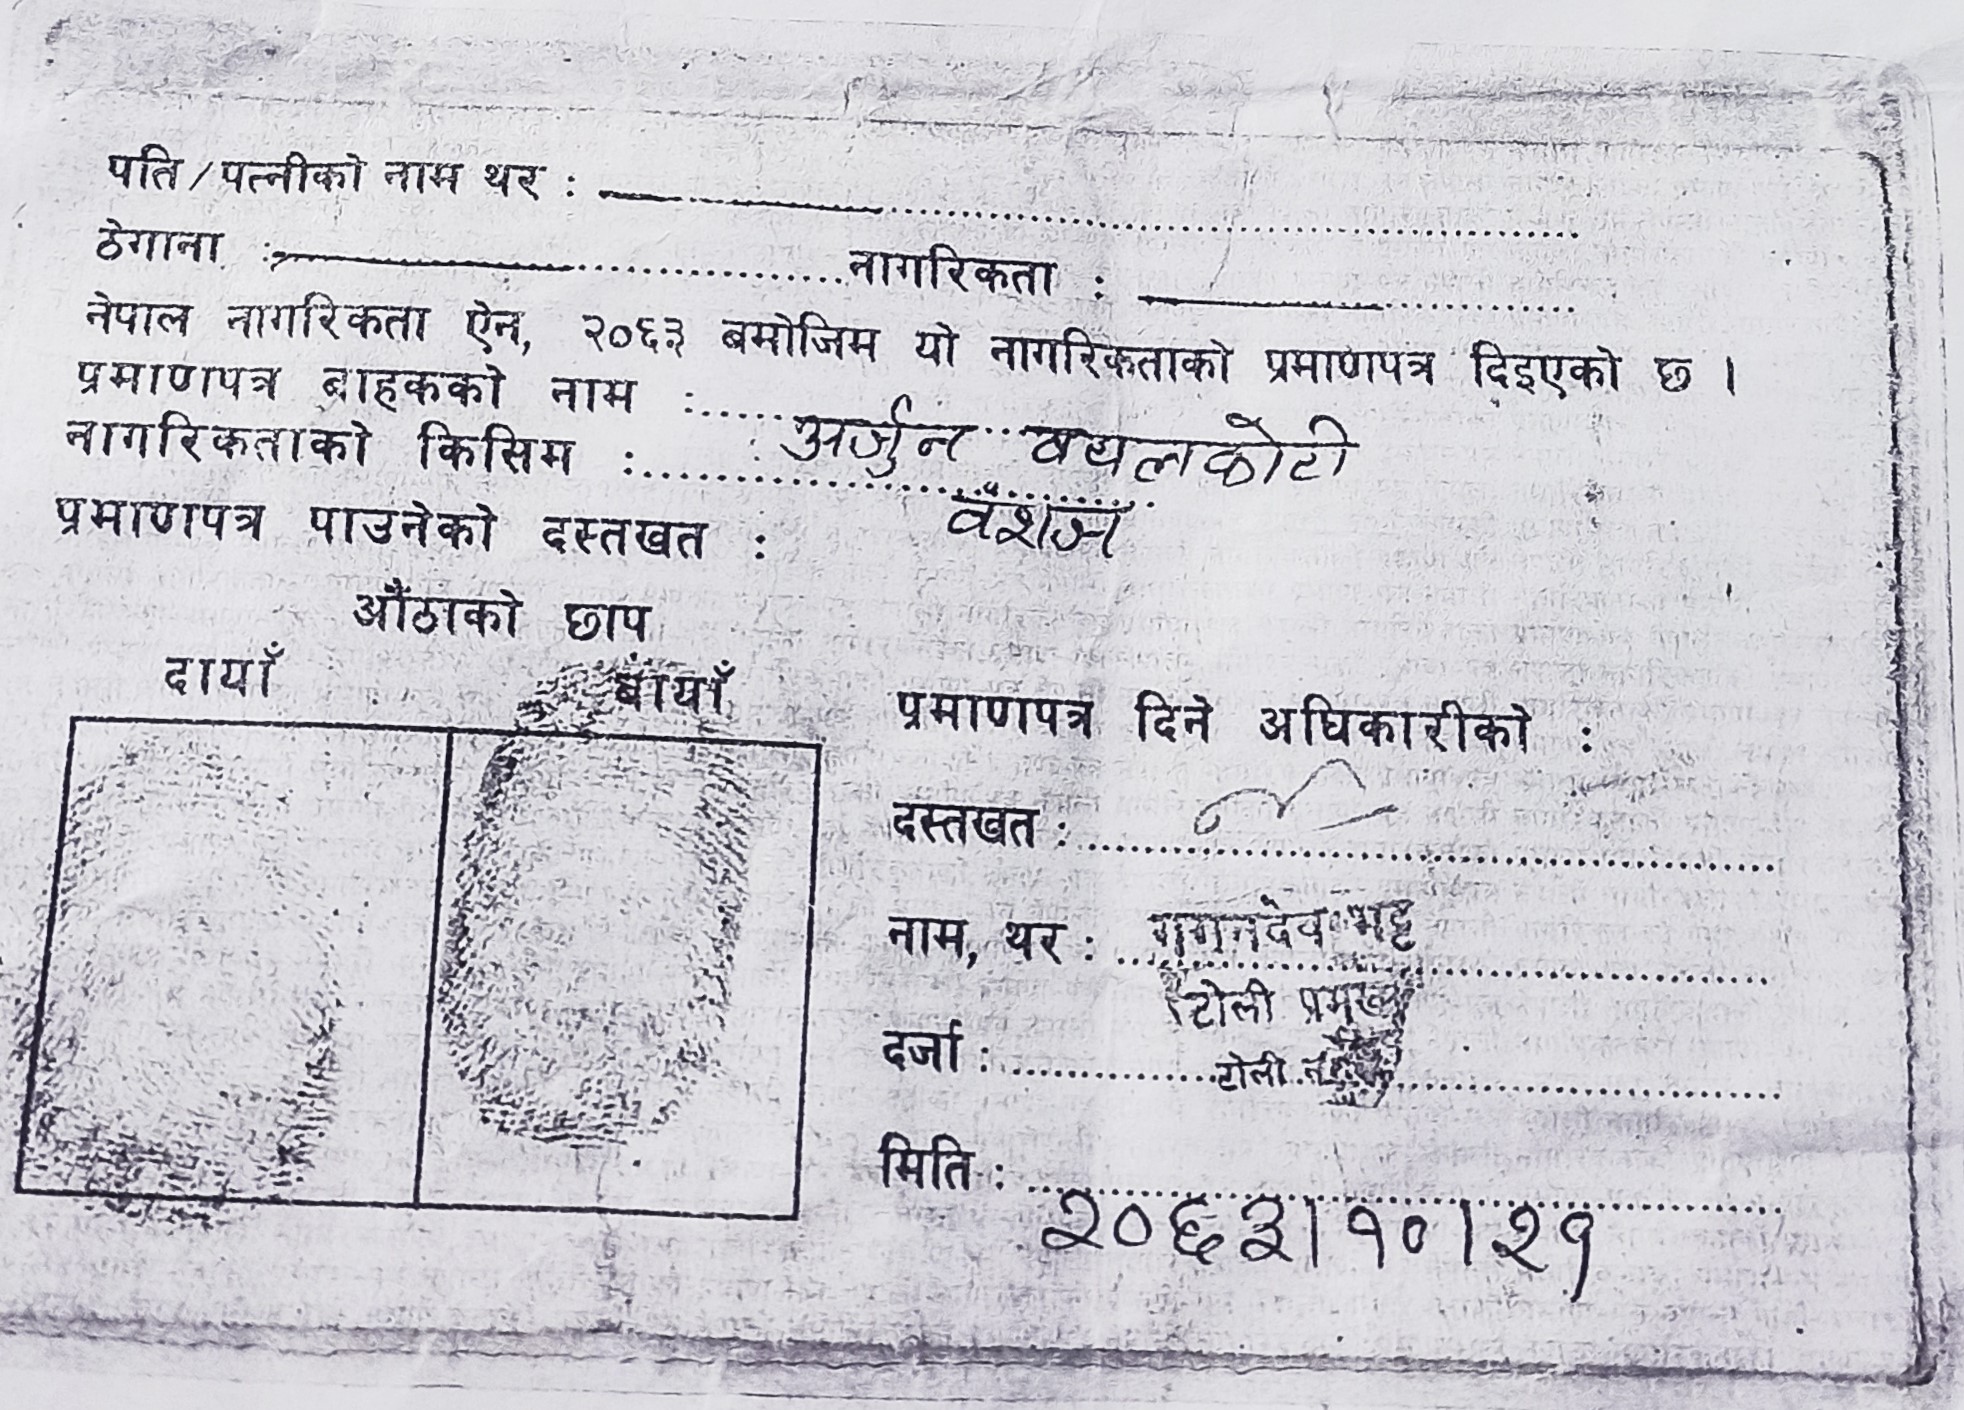 पति/पत्नीको नाम थर :
ठेगाना : नागरिकता :
नेपाल नागरिकता ऐन, २०६३ बमोजिम यो नागरिकताको प्रमाणपत्र दिइएको छ ।
प्रमाणपत्र बाहकको नाम : अर्जुन बयलकोटी
नागरिकताको किसिम : वंशज
प्रमाणपत्र पाउनेको दस्तखत :
औंठाको छाप
दायाँ बायाँ
प्रमाणपत्र दिने अधिकारीको :
दस्तखत :
नाम, थर : गगनदेव भट्ट
टोली प्रमुख
दर्जा : टोली
मिति : २०६३।१०।२१